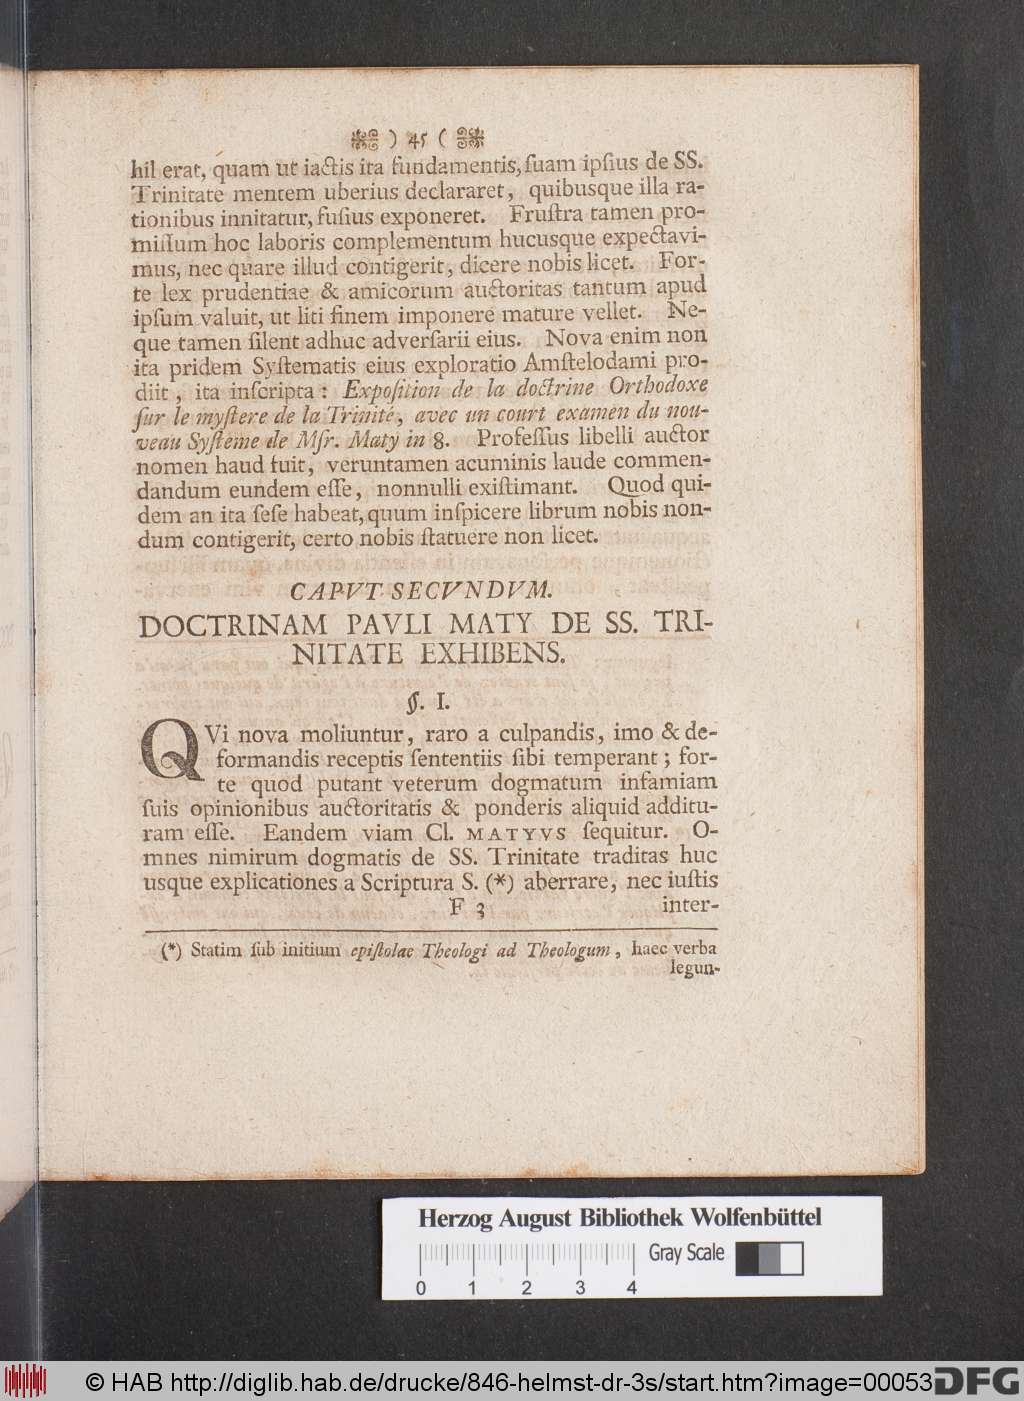 ) 45 (
hil erat, quam ut iactis ita fundamentis, ſuam ipſius de SS.
Trinitate mentem uberius declararet, quibusque illa ra-
tionibus innitatur, fuſius exponeret. Fruſtra tamen pro-
miſſum hoc laboris complementum hucusque expectavi-
mus, nec quare illud contigerit, dicere nobis licet. For-
te lex prudentiae & amicorum auctoritas tantum apud
ipſum valuit, ut liti finem imponere mature vellet. Ne-
que tamen ſilent adhuc adverſarii eius. Nova enim non
ita pridem Syſtematis eius exploratio Amſtelodami pro-
diit, ita inſcripta: Expoſition de la doctrine Orthodoxe
ſur le myſtere de la Trinité, avec un court examen du nou-
veau Syſteme de Mſr. Maty in 8. Profeſſus libelli auctor
nomen haud fuit, veruntamen acuminis laude commen-
dandum eundem eſſe, nonnulli exiſtimant. Quod qui-
dem an ita ſeſe habeat, quum inſpicere librum nobis non-
dum contigerit, certo nobis ſtatuere non licet.
CAPVT SECVNDVM.
DOCTRINAM PAVLI MATY DE SS. TRI-
NITATE EXHIBENS.
§. I.
QVi nova moliuntur, raro a culpandis, imo & de-
formandis receptis ſententiis ſibi temperant; for-
te quod putant veterum dogmatum infamiam
ſuis opinionibus auctoritatis & ponderis aliquid additu-
ram eſſe. Eandem viam Cl. MATYVS ſequitur. O-
mnes nimirum dogmatis de SS. Trinitate traditas huc
usque explicationes a Scriptura S. (*) aberrare, nec iuſtis
F 3 inter-
(*) Statim ſub initium epiſtolae Theologi ad Theologum, haec verba
legun-
Herzog August Bibliothek Wolfenbüttel
Gray Scale
0 1 2 3 4
© HAB http://diglib.hab.de/drucke/846-helmst-dr-3s/start.htm?image=00053
DFG